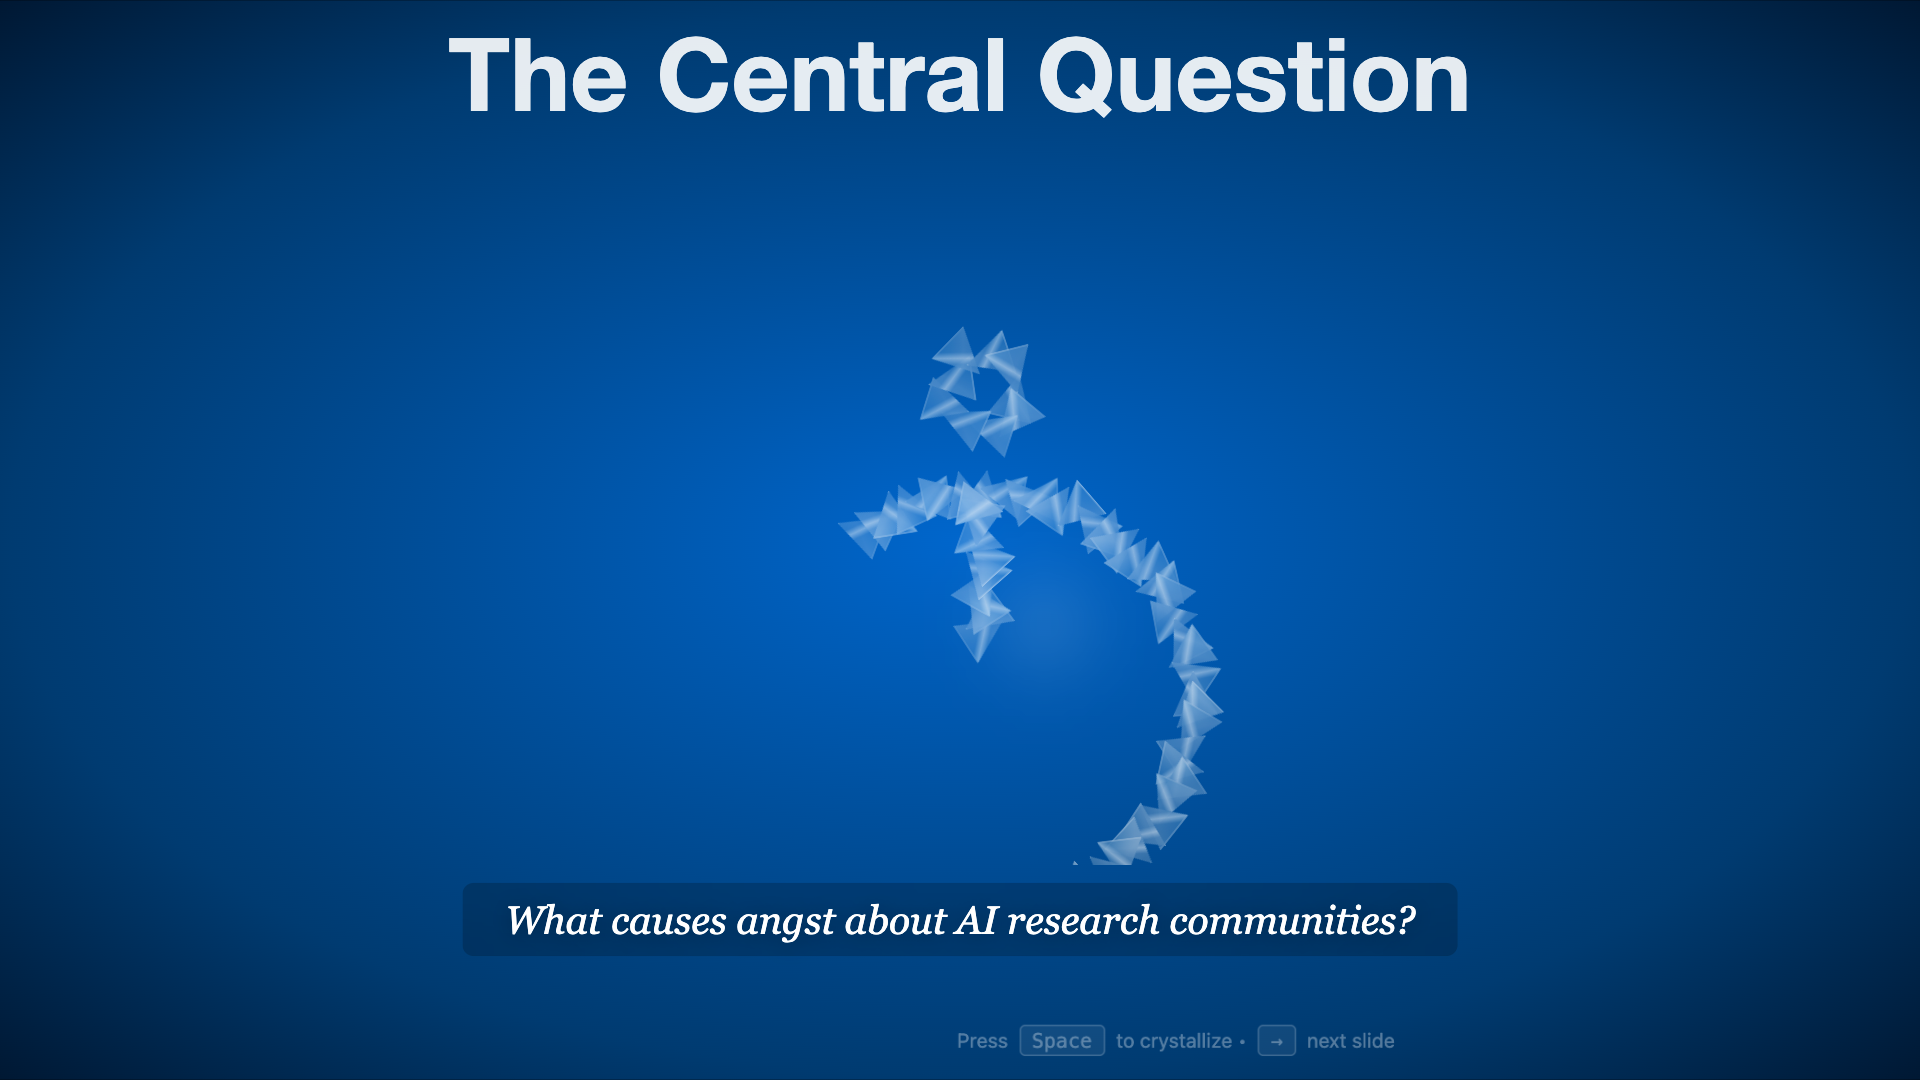 The Central Question
What causes angst about AI research communities?
Press Space to crystallize • → next slide